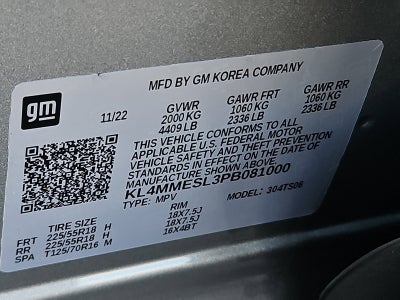 gm
MFD BY GM KOREA COMPANY
11/22 GVWR GAWR FRT GAWR RR
2000 KG 1060 KG 1060 KG
4409 LB 2336 LB 2336 LB
THIS VEHICLE CONFORMS TO ALL
APPLICABLE U.S. FEDERAL MOTOR
VEHICLE SAFETY AND THEFT PREVENTION
STANDARDS IN EFFECT ON THE DATE OF
MANUFACTURE SHOWN ABOVE.
KL4MMESL3PB081000
TYPE: MPV MODEL: 304TS06
TIRE SIZE RIM
FRT 225/55R18 H 18X7.5J
RR 225/55R18 H 18X7.5J
SPA T125/70R16 M 16X4BT